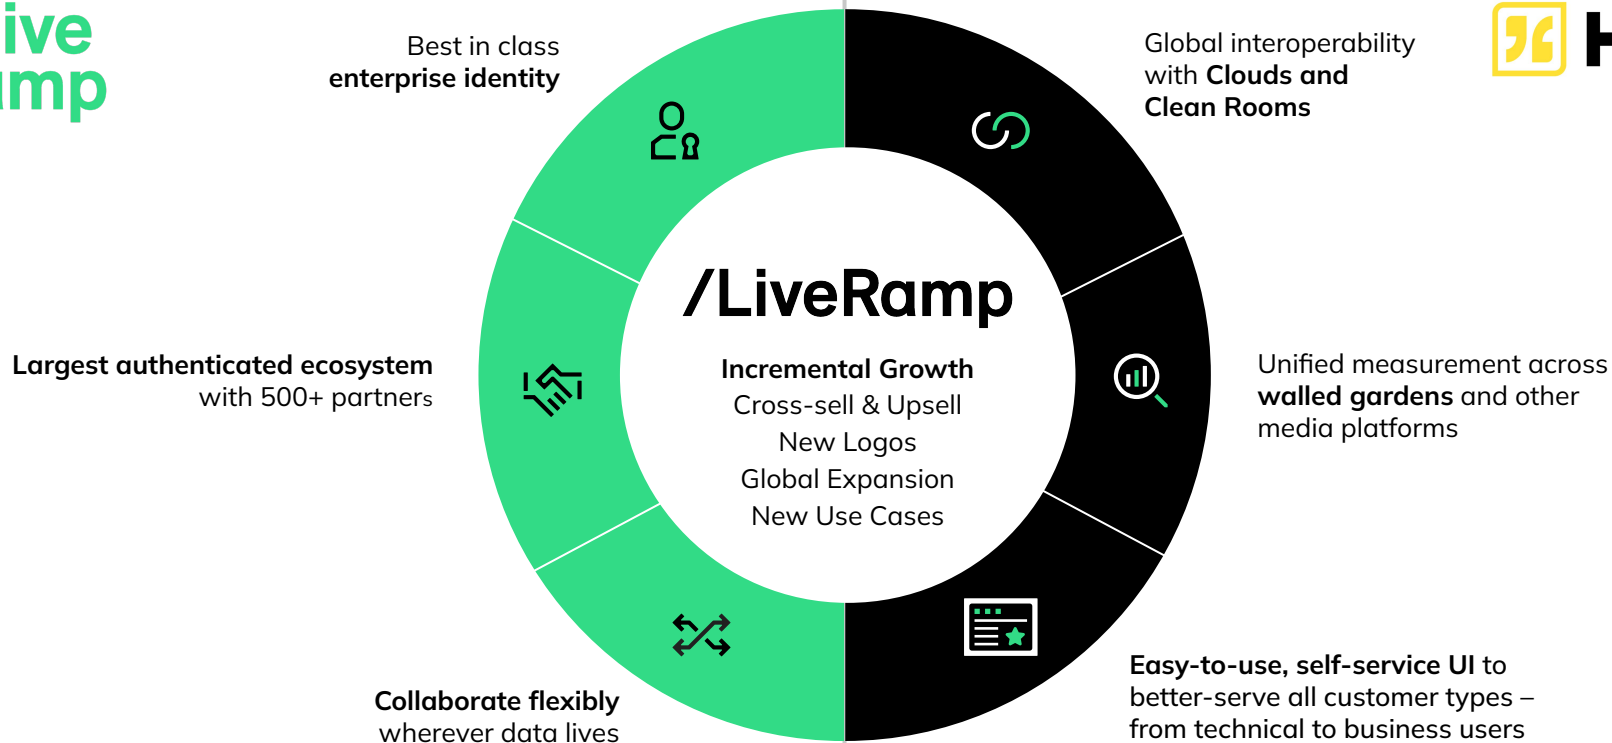 ive
amp
Best in class
enterprise identity
Global interoperability
with Clouds and
Clean Rooms
H
/LiveRamp
Incremental Growth
Cross-sell & Upsell
New Logos
Global Expansion
New Use Cases
Largest authenticated ecosystem
with 500+ partners
Unified measurement across
walled gardens and other
media platforms
Collaborate flexibly
wherever data lives
Easy-to-use, self-service UI to
better-serve all customer types –
from technical to business users